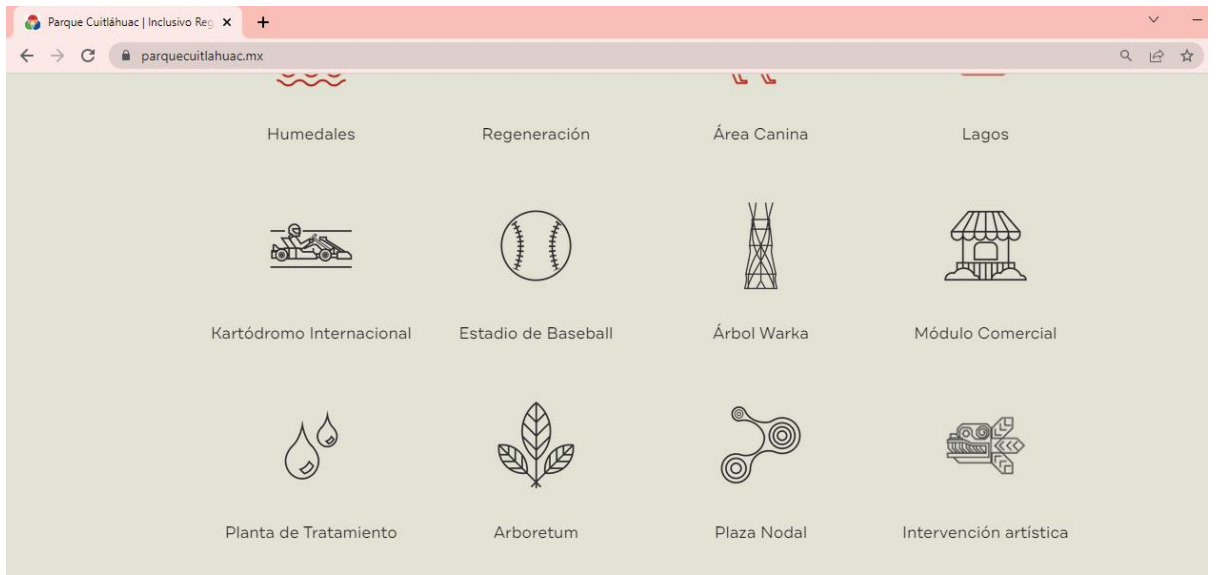 Parque Cuitláhuac | Inclusivo Reg
parquecuitlahuac.mx
Humedales
Regeneración
Área Canina
Lagos
Kartódromo Internacional
Estadio de Baseball
Árbol Warka
Módulo Comercial
Planta de Tratamiento
Arboretum
Plaza Nodal
Intervención artística